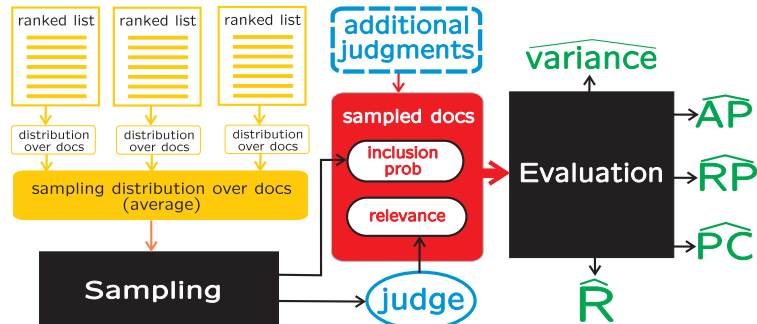 ranked list
ranked list
ranked list
distribution
over docs
distribution
over docs
distribution
over docs
sampling distribution over docs
(average)
Sampling
additional
judgments
sampled docs
inclusion
prob
relevance
judge
Evaluation
variance
AP
RP
PC
R